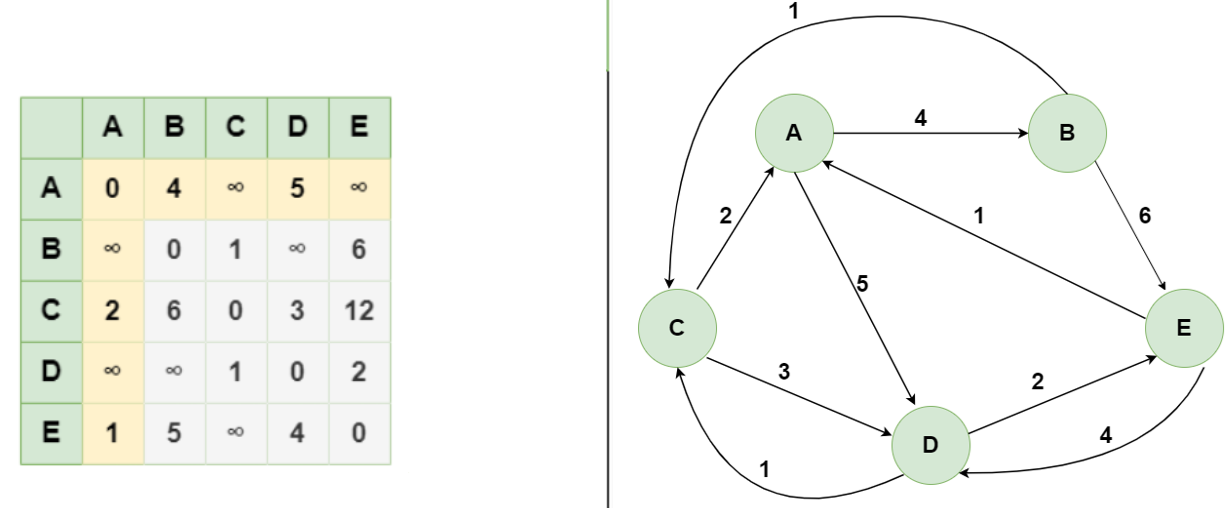 A B C D E
A 0 4 ∞ 5 ∞
B ∞ 0 1 ∞ 6
C 2 6 0 3 12
D ∞ ∞ 1 0 2
E 1 5 ∞ 4 0
1
4
A
B
2
1
6
5
C
E
3
2
4
D
1